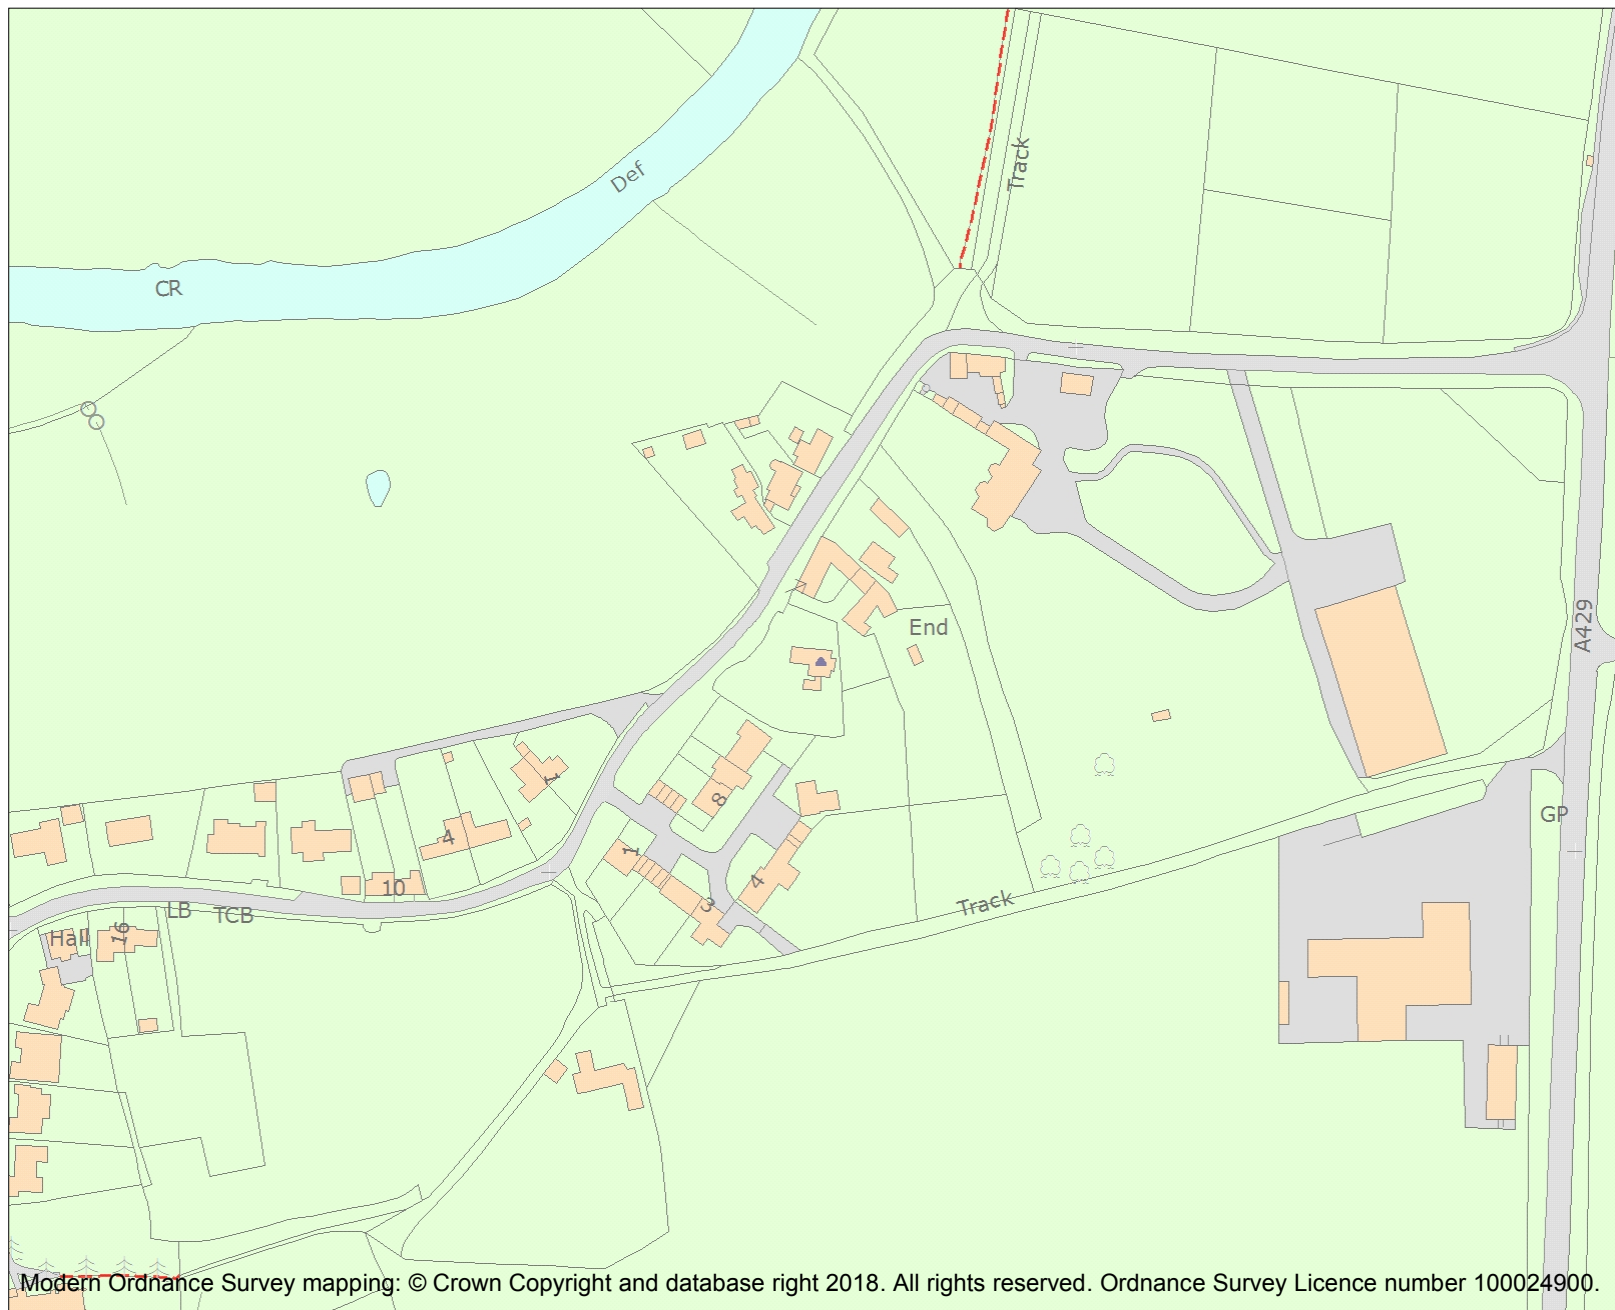 Track
Def
CR
End
A429
1
8
GP
4
1
10
4
3
Track
LB
TCB
Hall
16
Modern Ordnance Survey mapping: © Crown Copyright and database right 2018. All rights reserved. Ordnance Survey Licence number 100024900.